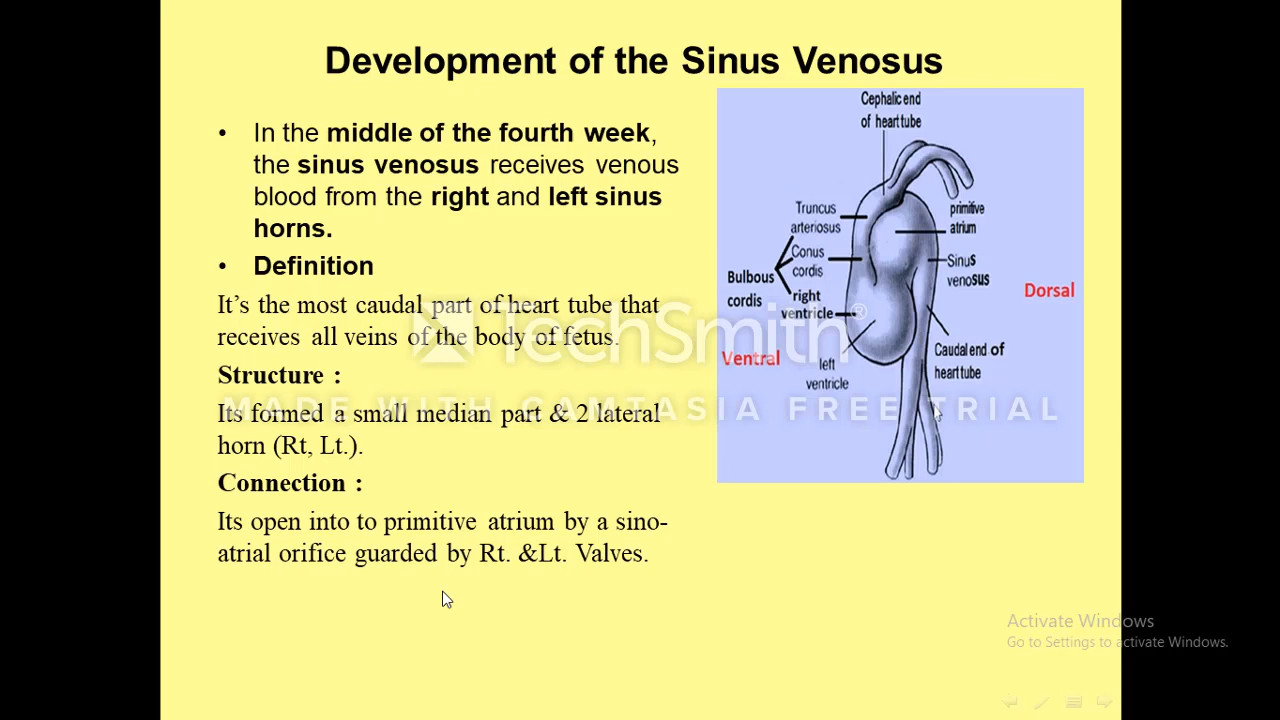 Development of the Sinus Venosus
• In the middle of the fourth week,
the sinus venosus receives venous
blood from the right and left sinus
horns.
• Definition
It's the most caudal part of heart tube that
receives all veins of the body of fetus.
Structure :
Its formed a small median part & 2 lateral
horn (Rt, Lt.).
Connection :
Its open into to primitive atrium by a sino-
atrial orifice guarded by Rt. &Lt. Valves.
Cephalic end
of heart tube
Truncus
arteriosus
primitive
atrium
Conus
cordis
Sinus
venosus
Bulbous
cordis
right
ventricle
Dorsal
Ventral
left
ventricle
Caudal end of
heart tube
TechSmith®
MADE WITH CAMTASIA FREE TRIAL
Activate Windows
Go to Settings to activate Windows.